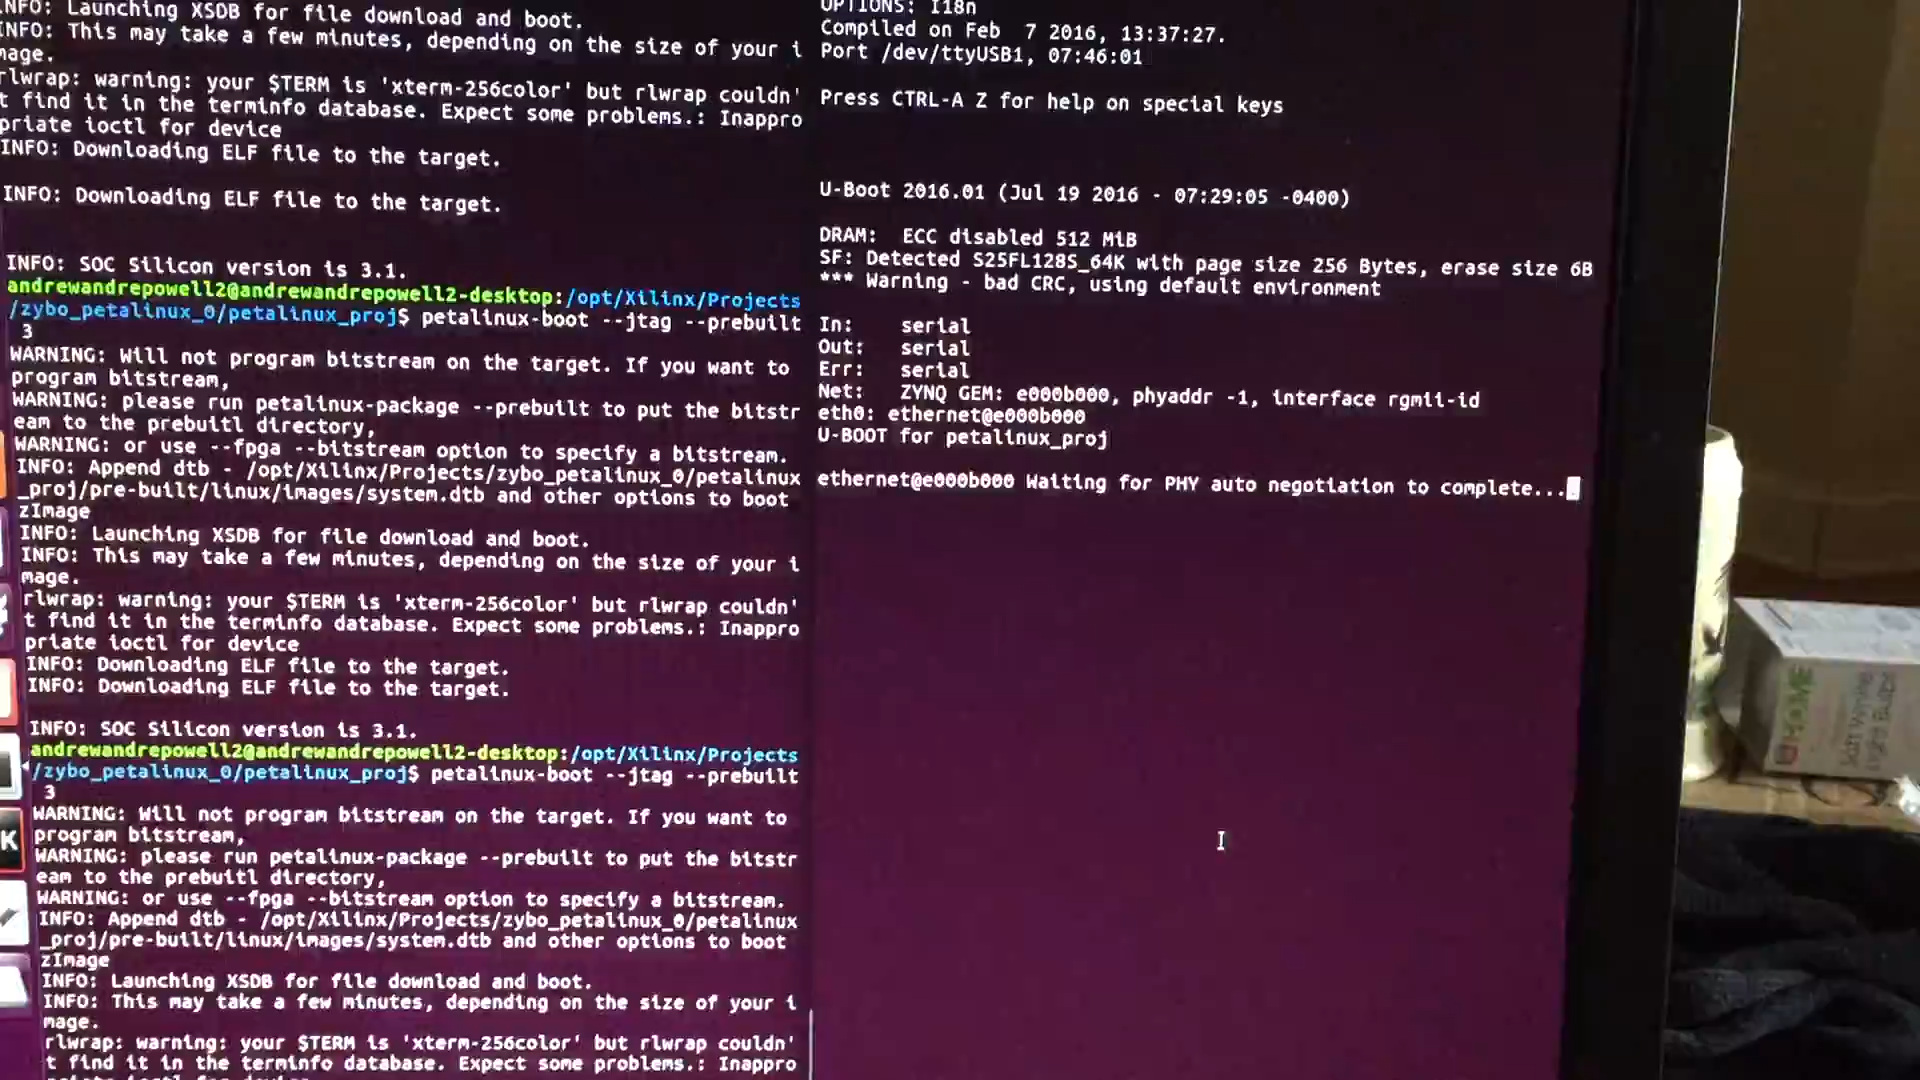 INFO: Launching XSDB for file download and boot.
INFO: This may take a few minutes, depending on the size of your i
mage.
rlwrap: warning: your $TERM is 'xterm-256color' but rlwrap couldn'
t find it in the terminfo database. Expect some problems.: Inappro
priate ioctl for device
INFO: Downloading ELF file to the target.
INFO: Downloading ELF file to the target.
INFO: SOC Silicon version is 3.1.
andrewandrepowell2@andrewandrepowell2-desktop:/opt/Xilinx/Projects
/zybo_petalinux_0/petalinux_proj$ petalinux-boot --jtag --prebuilt
3
WARNING: Will not program bitstream on the target. If you want to
program bitstream,
WARNING: please run petalinux-package --prebuilt to put the bitstr
eam to the prebuitl directory,
WARNING: or use --fpga --bitstream option to specify a bitstream.
INFO: Append dtb - /opt/Xilinx/Projects/zybo_petalinux_0/petalinux
_proj/pre-built/linux/images/system.dtb and other options to boot
zImage
INFO: Launching XSDB for file download and boot.
INFO: This may take a few minutes, depending on the size of your i
mage.
rlwrap: warning: your $TERM is 'xterm-256color' but rlwrap couldn'
t find it in the terminfo database. Expect some problems.: Inappro
priate ioctl for device
INFO: Downloading ELF file to the target.
INFO: Downloading ELF file to the target.
INFO: SOC Silicon version is 3.1.
andrewandrepowell2@andrewandrepowell2-desktop:/opt/Xilinx/Projects
/zybo_petalinux_0/petalinux_proj$ petalinux-boot --jtag --prebuilt
3
WARNING: Will not program bitstream on the target. If you want to
program bitstream,
WARNING: please run petalinux-package --prebuilt to put the bitstr
eam to the prebuitl directory,
WARNING: or use --fpga --bitstream option to specify a bitstream.
INFO: Append dtb - /opt/Xilinx/Projects/zybo_petalinux_0/petalinux
_proj/pre-built/linux/images/system.dtb and other options to boot
zImage
INFO: Launching XSDB for file download and boot.
INFO: This may take a few minutes, depending on the size of your i
mage.
rlwrap: warning: your $TERM is 'xterm-256color' but rlwrap couldn'
t find it in the terminfo database. Expect some problems.: Inappro
OPTIONS: I18n
Compiled on Feb  7 2016, 13:37:27.
Port /dev/ttyUSB1, 07:46:01
Press CTRL-A Z for help on special keys
U-Boot 2016.01 (Jul 19 2016 - 07:29:05 -0400)
DRAM:  ECC disabled 512 MiB
SF: Detected S25FL128S_64K with page size 256 Bytes, erase size 6B
*** Warning - bad CRC, using default environment
In:    serial
Out:   serial
Err:   serial
Net:   ZYNQ GEM: e000b000, phyaddr -1, interface rgmii-id
eth0: ethernet@e000b000
U-BOOT for petalinux_proj
ethernet@e000b000 Waiting for PHY auto negotiation to complete...
HOME
Soft White
Light Bulbs